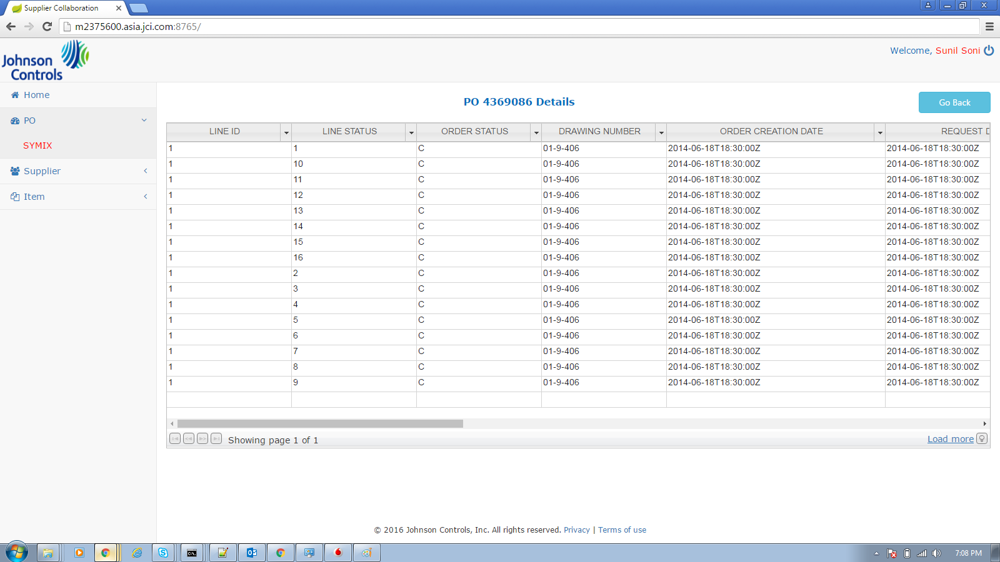 Supplier Collaboration
m2375600.asia.jci.com:8765/
Johnson Controls
Welcome, Sunil Soni
Home
PO
SYMIX
Supplier
Item
PO 4369086 Details
Go Back
LINE ID LINE STATUS ORDER STATUS DRAWING NUMBER ORDER CREATION DATE REQUEST D
1 1 C 01-9-406 2014-06-18T18:30:00Z 2014-06-18T18:30:00Z
1 10 C 01-9-406 2014-06-18T18:30:00Z 2014-06-18T18:30:00Z
1 11 C 01-9-406 2014-06-18T18:30:00Z 2014-06-18T18:30:00Z
1 12 C 01-9-406 2014-06-18T18:30:00Z 2014-06-18T18:30:00Z
1 13 C 01-9-406 2014-06-18T18:30:00Z 2014-06-18T18:30:00Z
1 14 C 01-9-406 2014-06-18T18:30:00Z 2014-06-18T18:30:00Z
1 15 C 01-9-406 2014-06-18T18:30:00Z 2014-06-18T18:30:00Z
1 16 C 01-9-406 2014-06-18T18:30:00Z 2014-06-18T18:30:00Z
1 2 C 01-9-406 2014-06-18T18:30:00Z 2014-06-18T18:30:00Z
1 3 C 01-9-406 2014-06-18T18:30:00Z 2014-06-18T18:30:00Z
1 4 C 01-9-406 2014-06-18T18:30:00Z 2014-06-18T18:30:00Z
1 5 C 01-9-406 2014-06-18T18:30:00Z 2014-06-18T18:30:00Z
1 6 C 01-9-406 2014-06-18T18:30:00Z 2014-06-18T18:30:00Z
1 7 C 01-9-406 2014-06-18T18:30:00Z 2014-06-18T18:30:00Z
1 8 C 01-9-406 2014-06-18T18:30:00Z 2014-06-18T18:30:00Z
1 9 C 01-9-406 2014-06-18T18:30:00Z 2014-06-18T18:30:00Z
Showing page 1 of 1
Load more
© 2016 Johnson Controls, Inc. All rights reserved. Privacy | Terms of use
7:08 PM